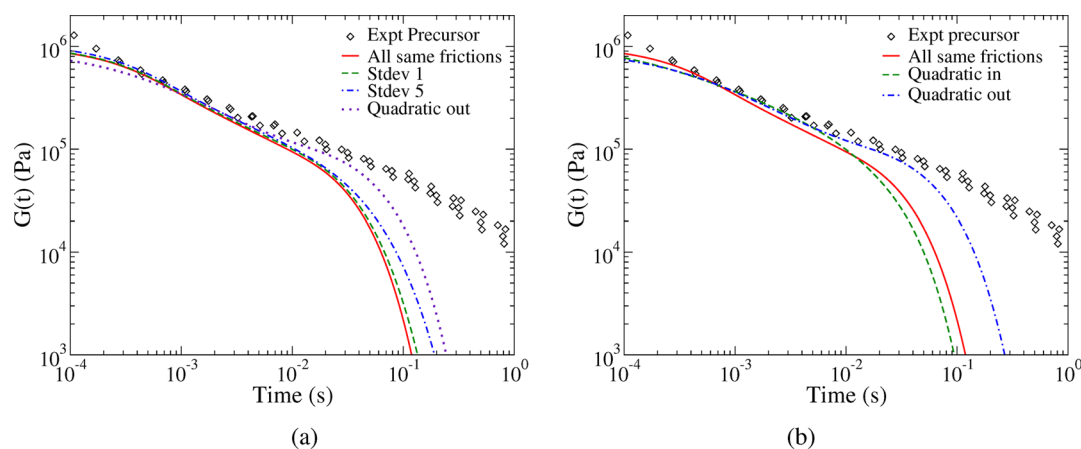 10^6
10^5
10^4
10^3
G(t) (Pa)
Expt Precursor
All same frictions
Stdev 1
Stdev 5
Quadratic out
10^-4
10^-3
10^-2
10^-1
10^0
Time (s)
(a)
10^6
10^5
10^4
10^3
G(t) (Pa)
Expt precursor
All same frictions
Quadratic in
Quadratic out
10^-4
10^-3
10^-2
10^-1
10^0
Time (s)
(b)